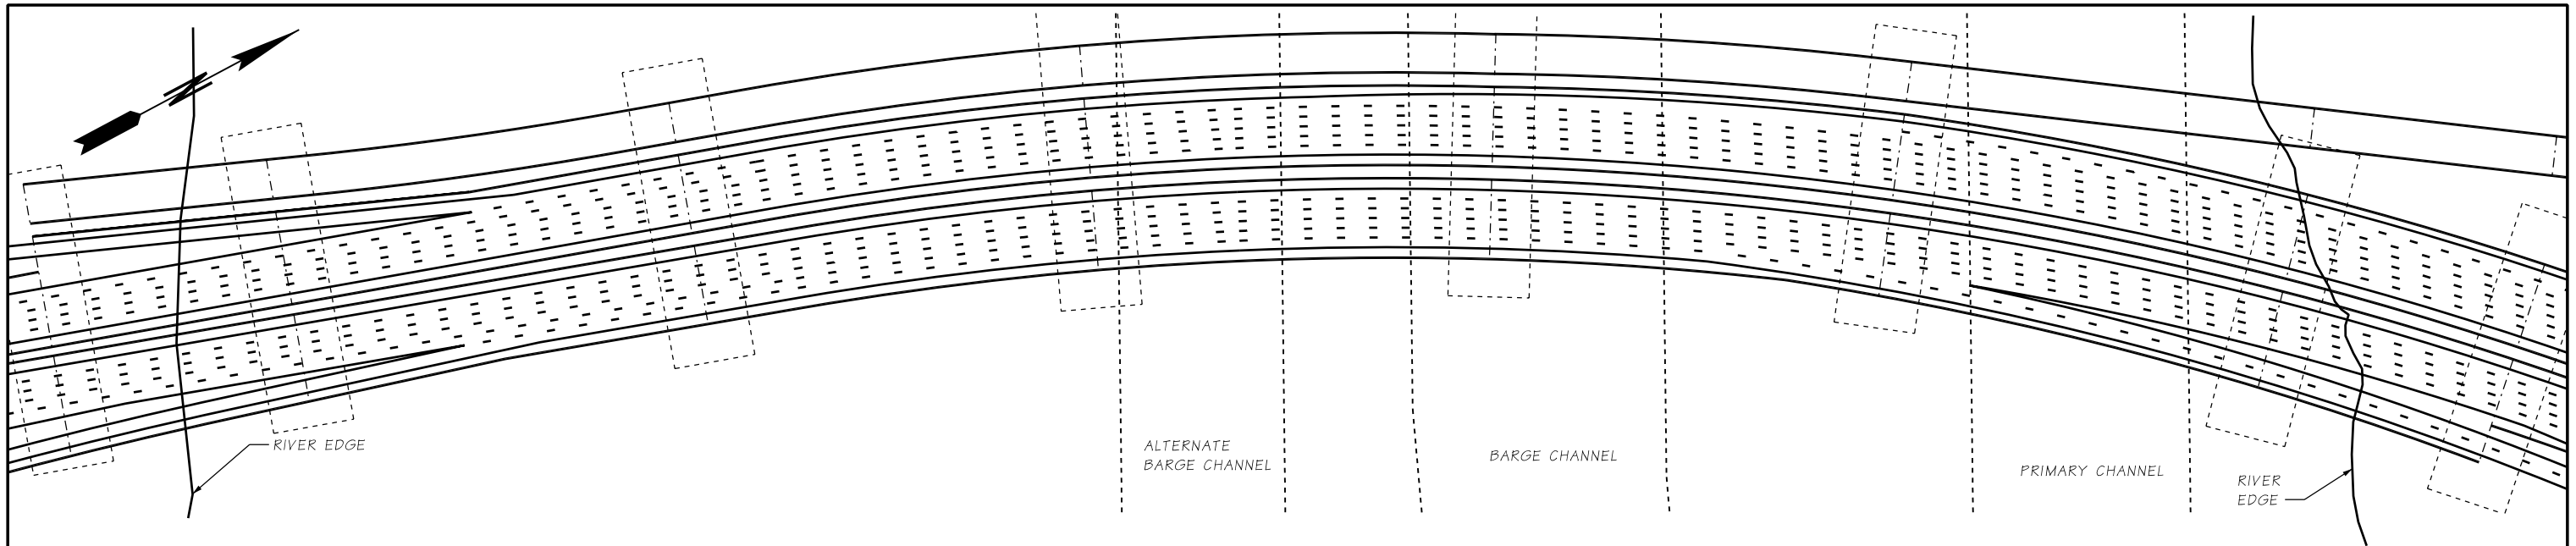 RIVER EDGE
ALTERNATE
BARGE CHANNEL
BARGE CHANNEL
PRIMARY CHANNEL
RIVER
EDGE